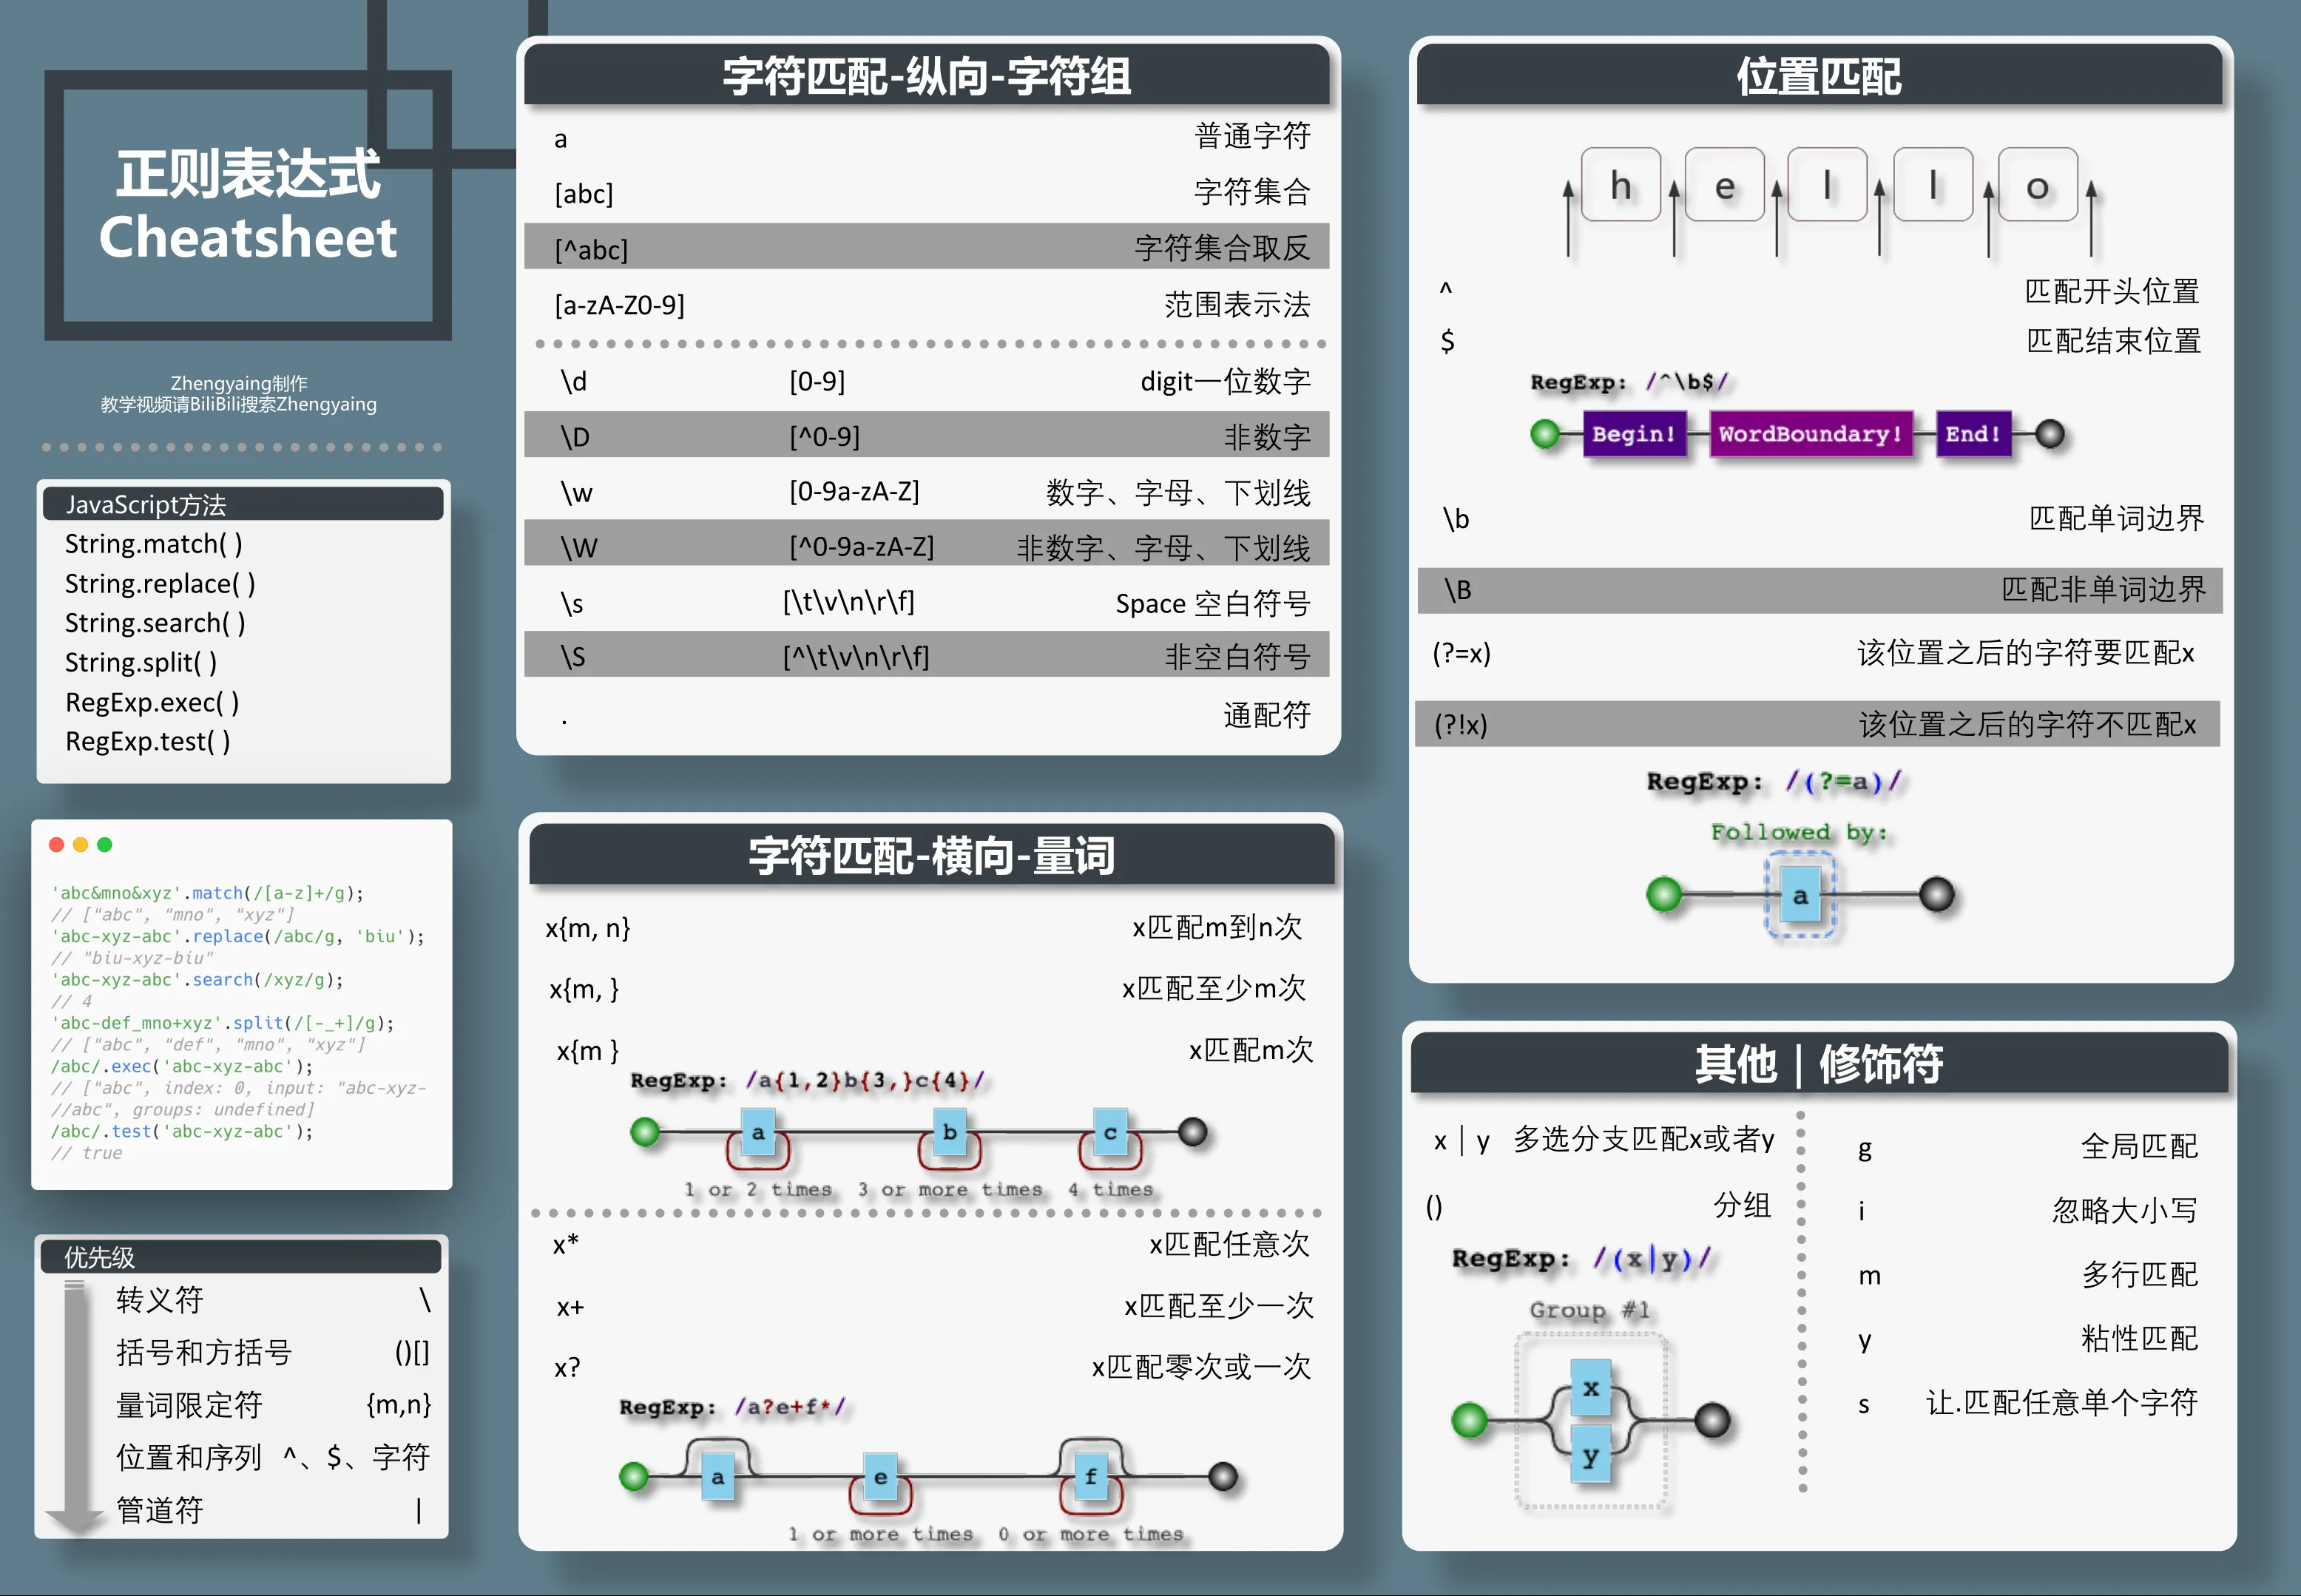 正则表达式
Cheatsheet
Zhengyaing制作
教学视频请BiliBili搜索Zhengyaing
JavaScript方法
String.match( )
String.replace( )
String.search( )
String.split( )
RegExp.exec( )
RegExp.test( )
'abc&mno&xyz'.match(/[a-z]+/g);
// ["abc", "mno", "xyz"]
'abc-xyz-abc'.replace(/abc/g, 'biu');
// "biu-xyz-biu"
'abc-xyz-abc'.search(/xyz/g);
// 4
'abc-def_mno+xyz'.split(/[-_+]/g);
// ["abc", "def", "mno", "xyz"]
/abc/.exec('abc-xyz-abc');
// ["abc", index: 0, input: "abc-xyz-
//abc", groups: undefined]
/abc/.test('abc-xyz-abc');
// true
优先级
转义符 \
括号和方括号 ()[]
量词限定符 {m,n}
位置和序列 ^、$、字符
管道符 |
字符匹配-纵向-字符组
a 普通字符
[abc] 字符集合
[^abc] 字符集合取反
[a-zA-Z0-9] 范围表示法
\d [0-9] digit一位数字
\D [^0-9] 非数字
\w [0-9a-zA-Z] 数字、字母、下划线
\W [^0-9a-zA-Z] 非数字、字母、下划线
\s [\t\v\n\r\f] Space 空白符号
\S [^\t\v\n\r\f] 非空白符号
. 通配符
字符匹配-横向-量词
x{m, n} x匹配m到n次
x{m, } x匹配至少m次
x{m } x匹配m次
RegExp: /a{1,2}b{3,}c{4}/
a b c
1 or 2 times 3 or more times 4 times
x* x匹配任意次
x+ x匹配至少一次
x? x匹配零次或一次
RegExp: /a?e+f*/
a e f
1 or more times 0 or more times
位置匹配
h e l l o
^ 匹配开头位置
$ 匹配结束位置
RegExp: /^\b$/
Begin! WordBoundary! End!
\b 匹配单词边界
\B 匹配非单词边界
(?=x) 该位置之后的字符要匹配x
(?!x) 该位置之后的字符不匹配x
RegExp: /(?=a)/
Followed by:
a
其他｜修饰符
x｜y 多选分支匹配x或者y
() 分组
RegExp: /(x|y)/
Group #1
x
y
g 全局匹配
i 忽略大小写
m 多行匹配
y 粘性匹配
s 让.匹配任意单个字符